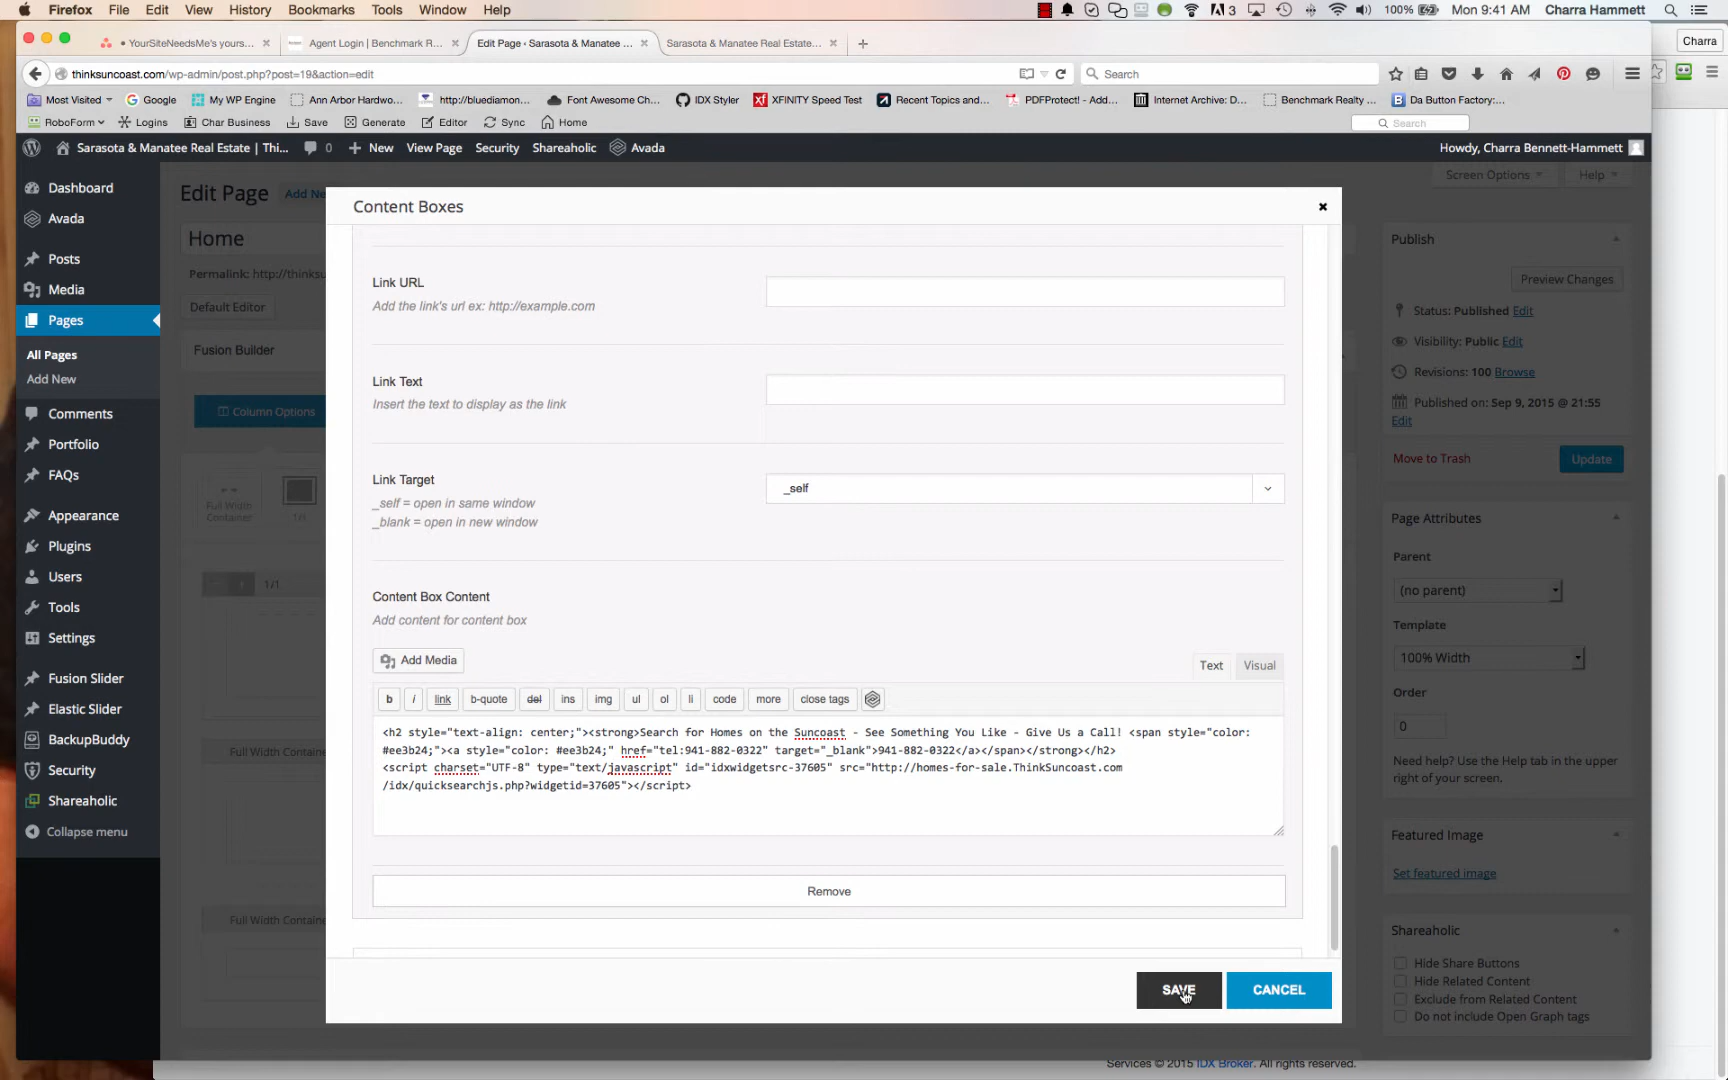 Firefox File Edit View History Bookmarks Tools Window Help 3 100% Mon 9:41 AM Charra Hammett
• YourSiteNeedsMe's yours... × Agent Login | Benchmark R... × Edit Page ‹ Sarasota & Manatee ... × Sarasota & Manatee Real Estate... × Charra
thinksuncoast.com/wp-admin/post.php?post=19&action=edit Search
Most Visited Google My WP Engine Ann Arbor Hardwo... http://bluediamon... Font Awesome Ch... IDX Styler XFINITY Speed Test Recent Topics and... PDFProtect! - Add... Internet Archive: D... Benchmark Realty ... Da Button Factory:...
RoboForm Logins Char Business Save Generate Editor Sync Home Search
Sarasota & Manatee Real Estate | Thi... 0 New View Page Security Shareaholic Avada Howdy, Charra Bennett-Hammett
Dashboard
Avada
Posts
Media
Pages
All Pages
Add New
Comments
Portfolio
FAQs
Appearance
Plugins
Users
Tools
Settings
Fusion Slider
Elastic Slider
BackupBuddy
Security
Shareaholic
Collapse menu
Edit Page Add Ne
Screen Options Help
Home
Permalink: http://thinksu
Default Editor
Fusion Builder
Column Options
Full Width
Container
1/1
1/1
Full Width Containe
Full Width Containe
Content Boxes ×
Link URL
Add the link's url ex: http://example.com
Link Text
Insert the text to display as the link
Link Target
_self
_self = open in same window
_blank = open in new window
Content Box Content
Add content for content box
Add Media Text Visual
b i link b-quote del ins img ul ol li code more close tags
<h2 style="text-align: center;"><strong>Search for Homes on the Suncoast - See Something You Like - Give Us a Call! <span style="color:
#ee3b24;"><a style="color: #ee3b24;" href="tel:941-882-0322" target="_blank">941-882-0322</a></span></strong></h2>
<script charset="UTF-8" type="text/javascript" id="idxwidgetsrc-37605" src="http://homes-for-sale.ThinkSuncoast.com
/idx/quicksearchjs.php?widgetid=37605"></script>
Remove
SAVE CANCEL
Publish
Preview Changes
Status: Published Edit
Visibility: Public Edit
Revisions: 100 Browse
Published on: Sep 9, 2015 @ 21:55
Edit
Move to Trash Update
Page Attributes
Parent
(no parent)
Template
100% Width
Order
0
Need help? Use the Help tab in the upper
right of your screen.
Featured Image
Set featured image
Shareaholic
Hide Share Buttons
Hide Related Content
Exclude from Related Content
Do not include Open Graph tags
Services © 2015 IDX Broker. All rights reserved.